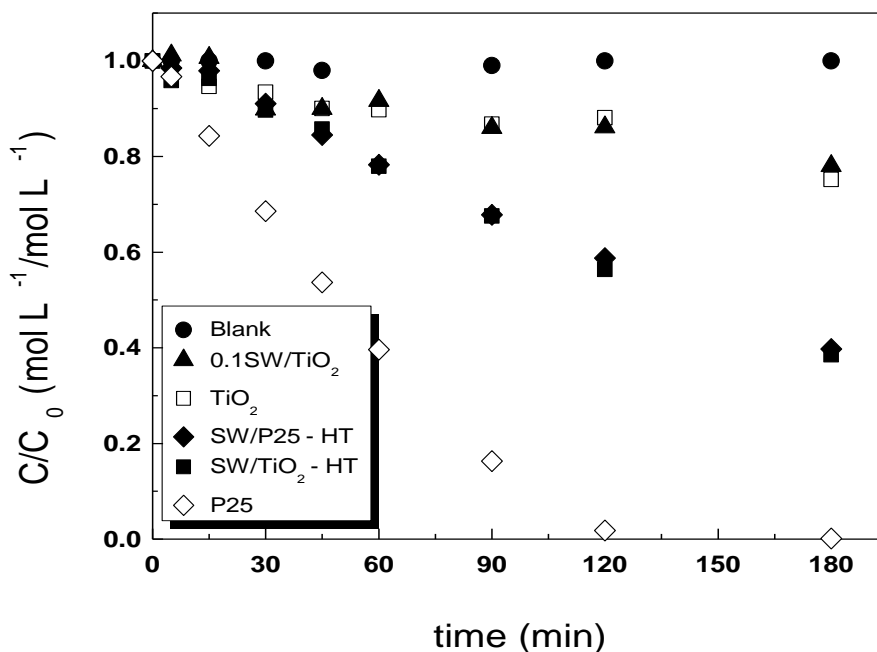 C/C0 (mol L-1/mol L-1)
1.0
0.8
0.6
0.4
0.2
0.0
Blank
0.1SW/TiO2
TiO2
SW/P25 - HT
SW/TiO2 - HT
P25
0 30 60 90 120 150 180
time (min)